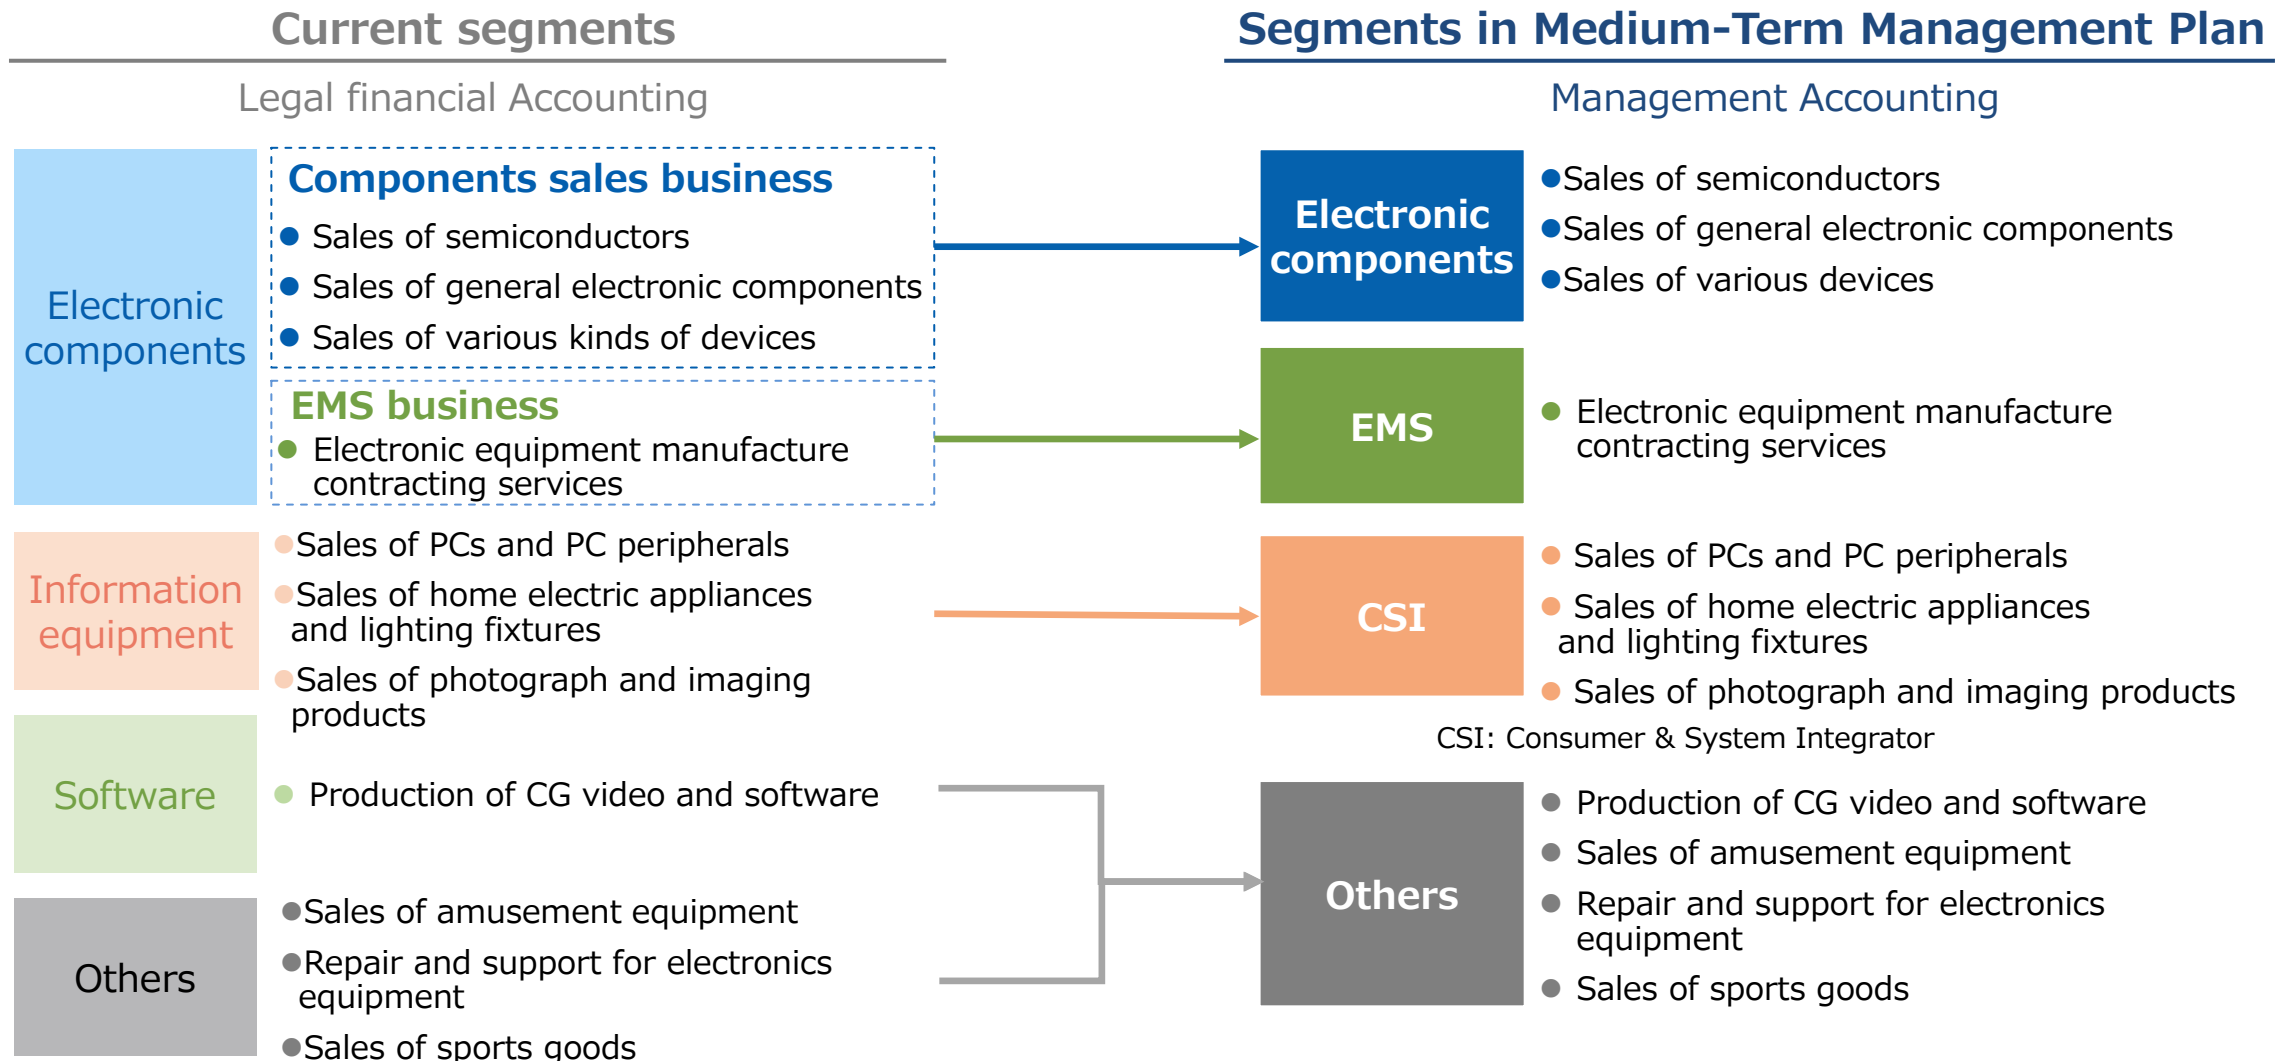 Current segments
Legal financial Accounting
Electronic
components
Components sales business
● Sales of semiconductors
● Sales of general electronic components
● Sales of various kinds of devices
EMS business
● Electronic equipment manufacture
contracting services
Information
equipment
●Sales of PCs and PC peripherals
●Sales of home electric appliances
and lighting fixtures
●Sales of photograph and imaging
products
Software
● Production of CG video and software
Others
●Sales of amusement equipment
●Repair and support for electronics
equipment
●Sales of sports goods
Segments in Medium-Term Management Plan
Management Accounting
Electronic
components
●Sales of semiconductors
●Sales of general electronic components
●Sales of various devices
EMS
● Electronic equipment manufacture
contracting services
CSI
● Sales of PCs and PC peripherals
● Sales of home electric appliances
and lighting fixtures
● Sales of photograph and imaging products
CSI: Consumer & System Integrator
Others
● Production of CG video and software
● Sales of amusement equipment
● Repair and support for electronics
equipment
● Sales of sports goods